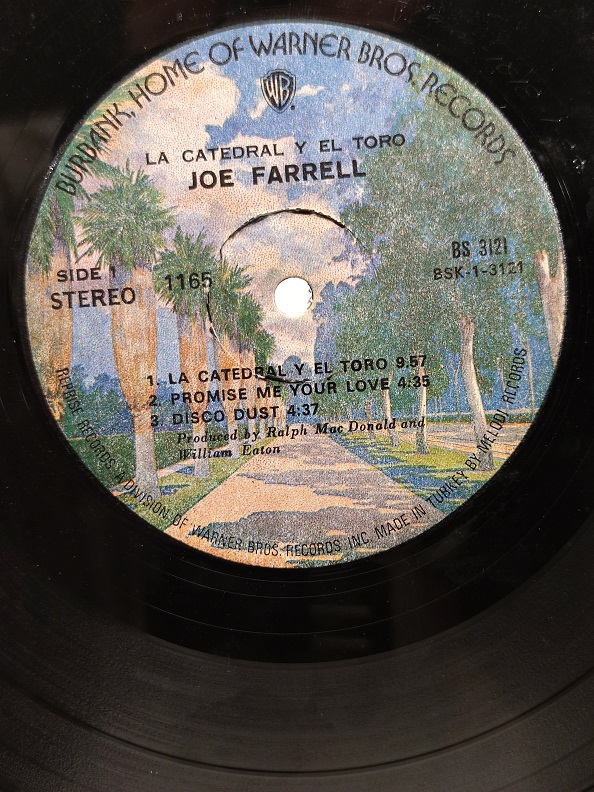 BURBANK, HOME OF WARNER BROS. RECORDS
WB
LA CATEDRAL Y EL TORO
JOE FARRELL
SIDE 1
STEREO
1165
BS 3121
BSK-1-3121
1. LA CATEDRAL Y EL TORO 9.57
2. PROMISE ME YOUR LOVE 4:35
3. DISCO DUST 4:37
Produced by Ralph Mac Donald and
William Eaton
REPRISE RECORDS, A DIVISION OF WARNER BROS. RECORDS INC. MADE IN TURKEY BY MELODI RECORDS